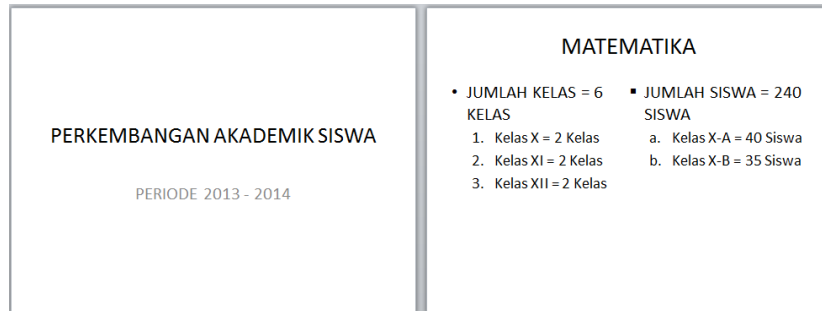 PERKEMBANGAN AKADEMIK SISWA
PERIODE 2013 - 2014
MATEMATIKA
• JUMLAH KELAS = 6
KELAS
1. Kelas X = 2 Kelas
2. Kelas XI = 2 Kelas
3. Kelas XII = 2 Kelas
▪ JUMLAH SISWA = 240
SISWA
a. Kelas X-A = 40 Siswa
b. Kelas X-B = 35 Siswa